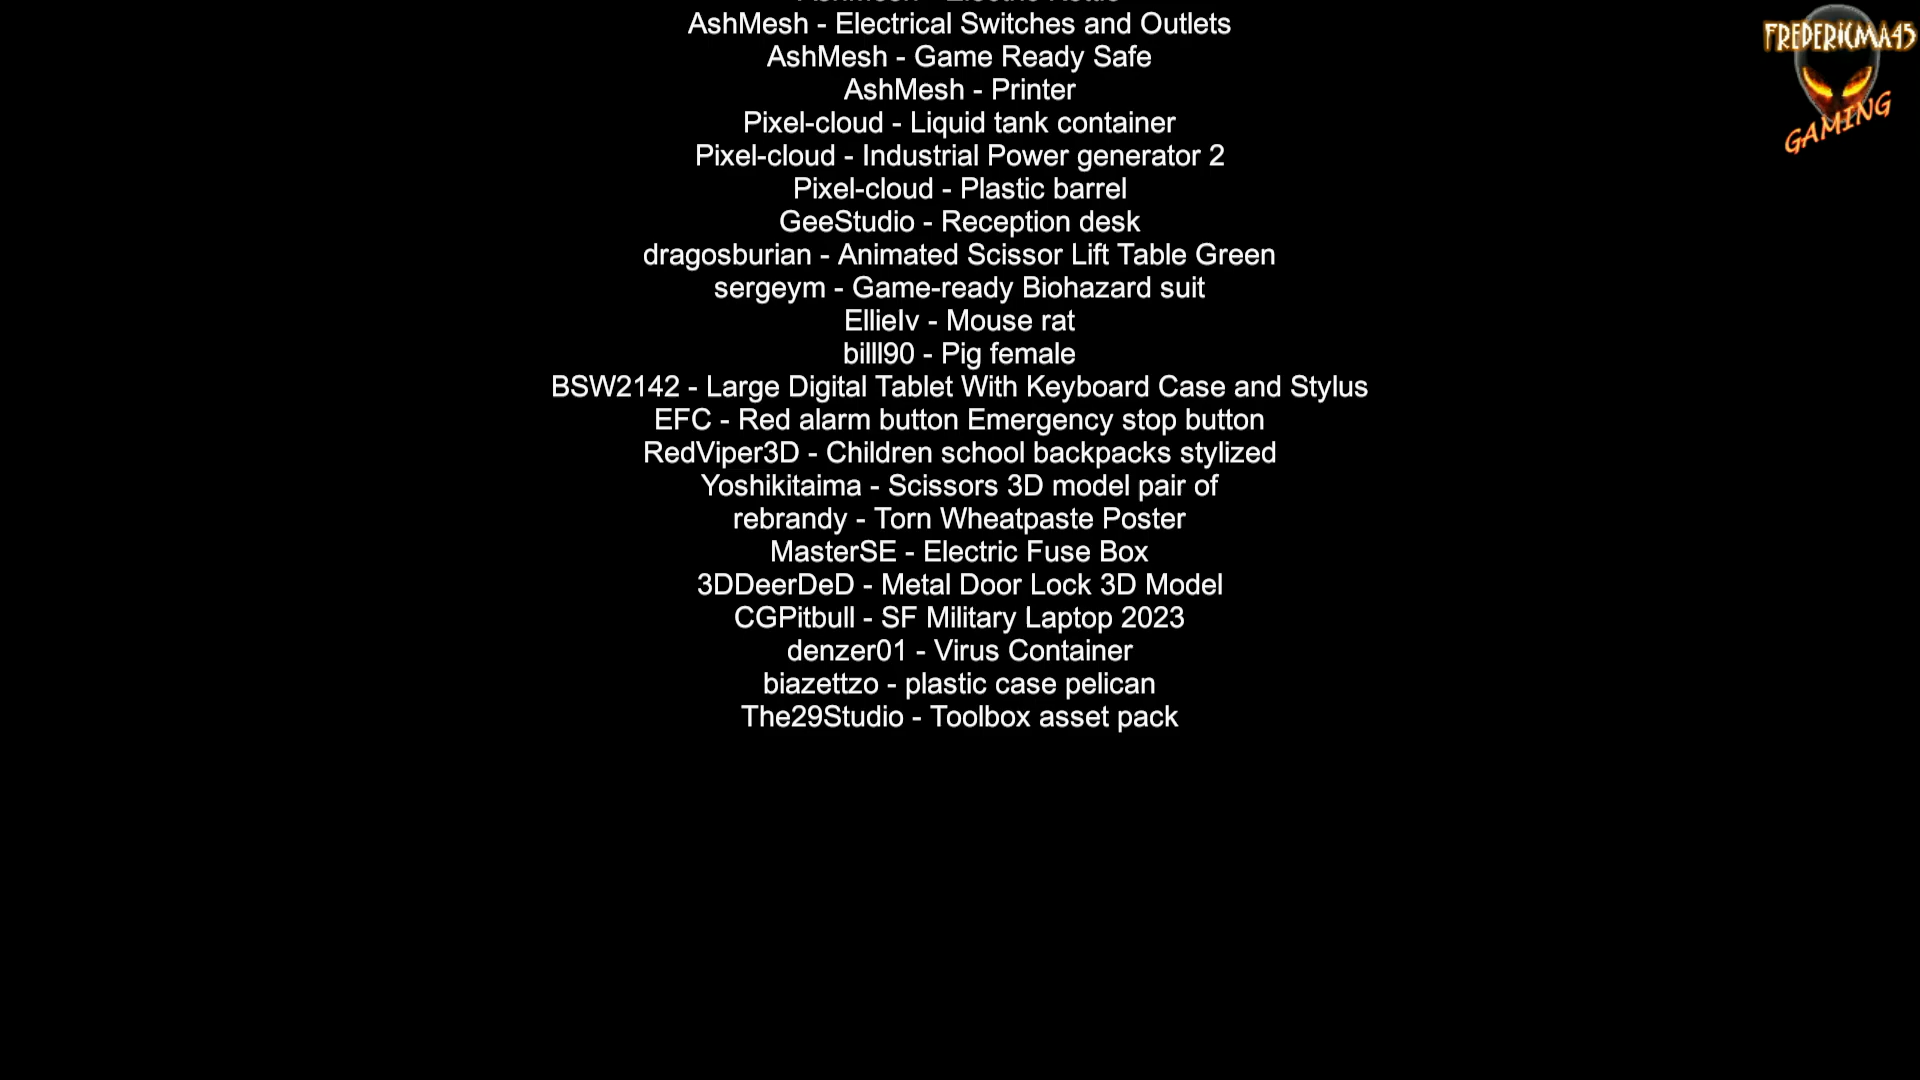 AshMesh - Electrical Switches and Outlets
AshMesh - Game Ready Safe
AshMesh - Printer
Pixel-cloud - Liquid tank container
Pixel-cloud - Industrial Power generator 2
Pixel-cloud - Plastic barrel
GeeStudio - Reception desk
dragosburian - Animated Scissor Lift Table Green
sergeym - Game-ready Biohazard suit
EllieIv - Mouse rat
billl90 - Pig female
BSW2142 - Large Digital Tablet With Keyboard Case and Stylus
EFC - Red alarm button Emergency stop button
RedViper3D - Children school backpacks stylized
Yoshikitaima - Scissors 3D model pair of
rebrandy - Torn Wheatpaste Poster
MasterSE - Electric Fuse Box
3DDeerDeD - Metal Door Lock 3D Model
CGPitbull - SF Military Laptop 2023
denzer01 - Virus Container
biazettzo - plastic case pelican
The29Studio - Toolbox asset pack
FREDERICMA45
GAMING